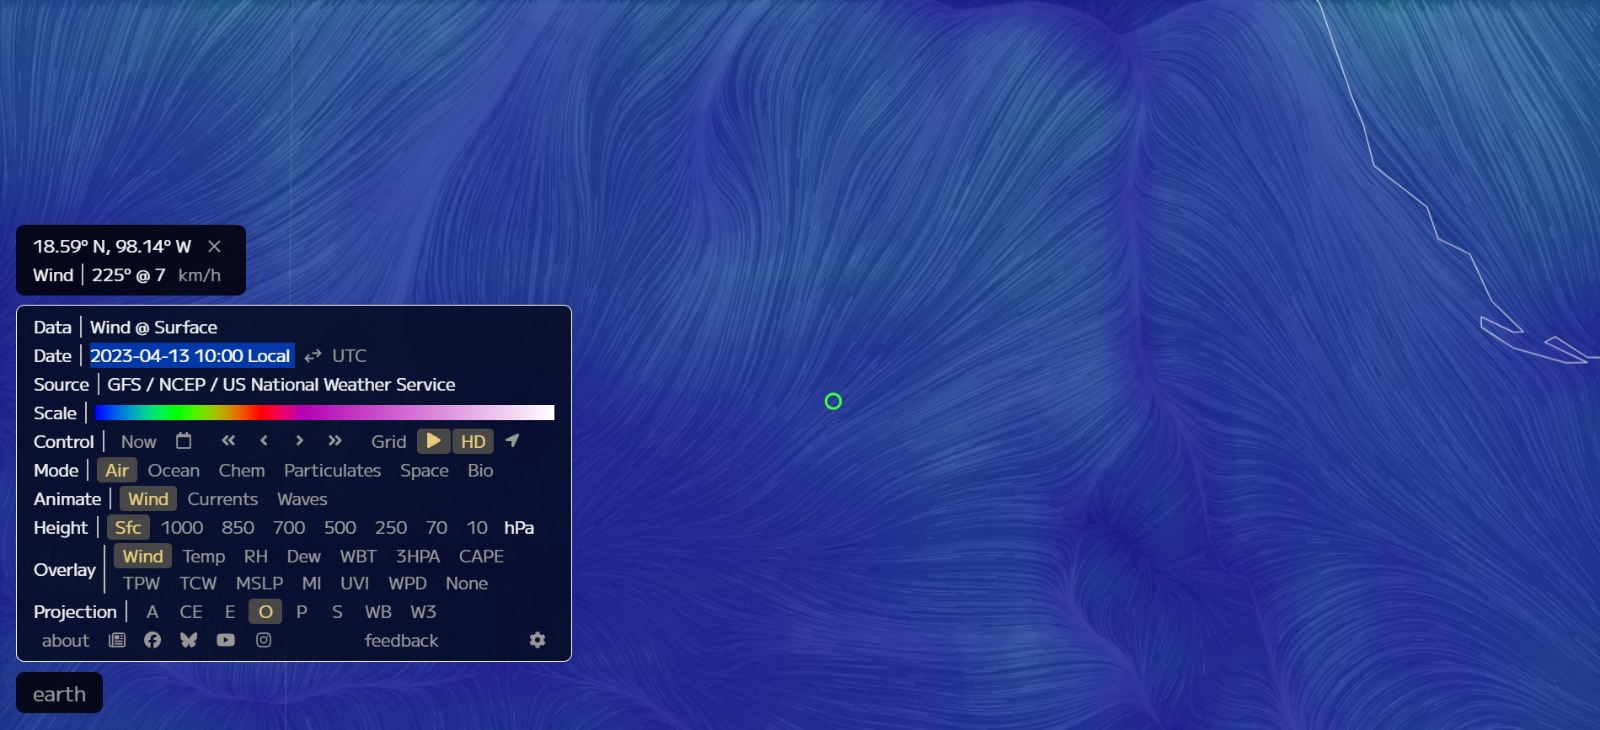 18.59° N, 98.14° W ×
Wind | 225° @ 7 km/h
Data | Wind @ Surface
Date | 2023-04-13 10:00 Local ⇄ UTC
Source | GFS / NCEP / US National Weather Service
Scale |
Control | Now « ‹ › » Grid ▶ HD
Mode | Air Ocean Chem Particulates Space Bio
Animate | Wind Currents Waves
Height | Sfc 1000 850 700 500 250 70 10 hPa
Overlay | Wind Temp RH Dew WBT 3HPA CAPE
TPW TCW MSLP MI UVI WPD None
Projection | A CE E O P S WB W3
about feedback
earth